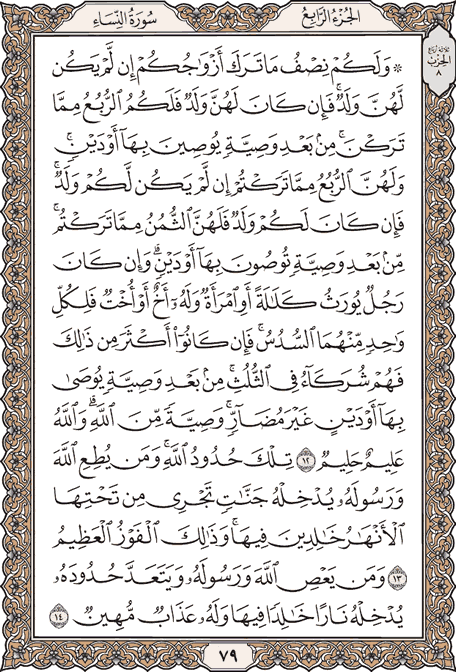 الجُزْءُ الرَّابِعُ
سُورَةُ النِّسَاءِ
ثلاثة أرباع
الحزب
٨
۞ وَلَكُمْ نِصْفُ مَا تَرَكَ أَزْوَٰجُكُمْ إِن لَّمْ يَكُن
لَّهُنَّ وَلَدٌ ۚ فَإِن كَانَ لَهُنَّ وَلَدٌ فَلَكُمُ ٱلرُّبُعُ مِمَّا
تَرَكْنَ ۚ مِنۢ بَعْدِ وَصِيَّةٍ يُوصِينَ بِهَآ أَوْ دَيْنٍ ۚ
وَلَهُنَّ ٱلرُّبُعُ مِمَّا تَرَكْتُمْ إِن لَّمْ يَكُن لَّكُمْ وَلَدٌ ۚ
فَإِن كَانَ لَكُمْ وَلَدٌ فَلَهُنَّ ٱلثُّمُنُ مِمَّا تَرَكْتُم ۚ
مِّنۢ بَعْدِ وَصِيَّةٍ تُوصُونَ بِهَآ أَوْ دَيْنٍ ۗ وَإِن كَانَ
رَجُلٌ يُورَثُ كَلَٰلَةً أَوِ ٱمْرَأَةٌ وَلَهُۥٓ أَخٌ أَوْ أُخْتٌ فَلِكُلِّ
وَٰحِدٍ مِّنْهُمَا ٱلسُّدُسُ ۚ فَإِن كَانُوٓا۟ أَكْثَرَ مِن ذَٰلِكَ
فَهُمْ شُرَكَآءُ فِى ٱلثُّلُثِ ۚ مِنۢ بَعْدِ وَصِيَّةٍ يُوصَىٰ
بِهَآ أَوْ دَيْنٍ غَيْرَ مُضَآرٍّ ۚ وَصِيَّةً مِّنَ ٱللَّهِ ۗ وَٱللَّهُ
عَلِيمٌ حَلِيمٌ ١٢ تِلْكَ حُدُودُ ٱللَّهِ ۚ وَمَن يُطِعِ ٱللَّهَ
وَرَسُولَهُۥ يُدْخِلْهُ جَنَّٰتٍ تَجْرِى مِن تَحْتِهَا
ٱلْأَنْهَٰرُ خَٰلِدِينَ فِيهَا ۚ وَذَٰلِكَ ٱلْفَوْزُ ٱلْعَظِيمُ
١٣ وَمَن يَعْصِ ٱللَّهَ وَرَسُولَهُۥ وَيَتَعَدَّ حُدُودَهُۥ
يُدْخِلْهُ نَارًا خَٰلِدًا فِيهَا وَلَهُۥ عَذَابٌ مُّهِينٌ ١٤
٧٩